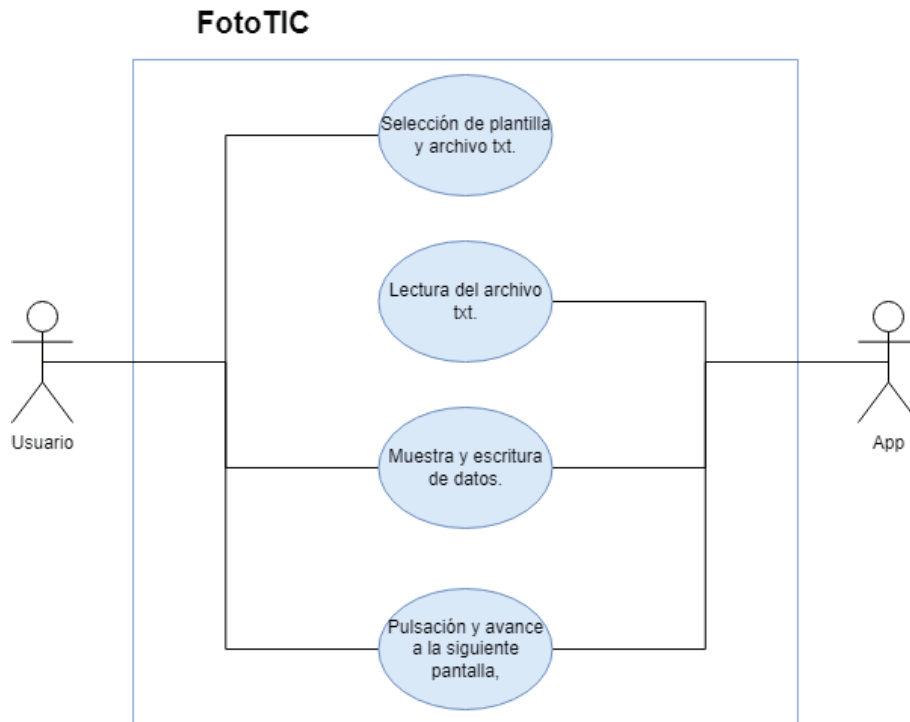 FotoTIC
Selección de plantilla
y archivo txt.
Lectura del archivo
txt.
Usuario
App
Muestra y escritura
de datos.
Pulsación y avance
a la siguiente
pantalla,